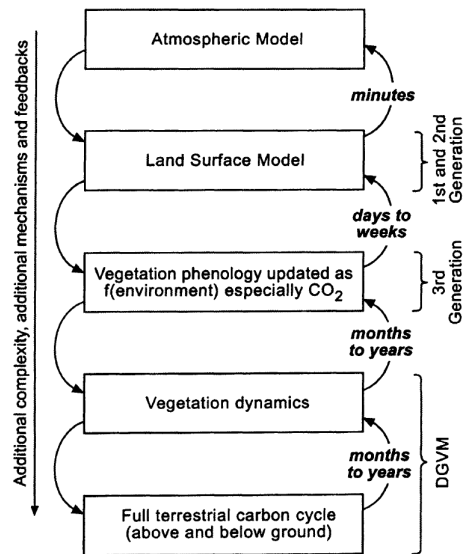 Atmospheric Model
minutes
Land Surface Model
1st and 2nd
Generation
days to
weeks
Vegetation phenology updated as
f(environment) especially CO₂
3rd
Generation
months
to years
Vegetation dynamics
months
to years
DGVM
Full terrestrial carbon cycle
(above and below ground)
Additional complexity, additional mechanisms and feedbacks